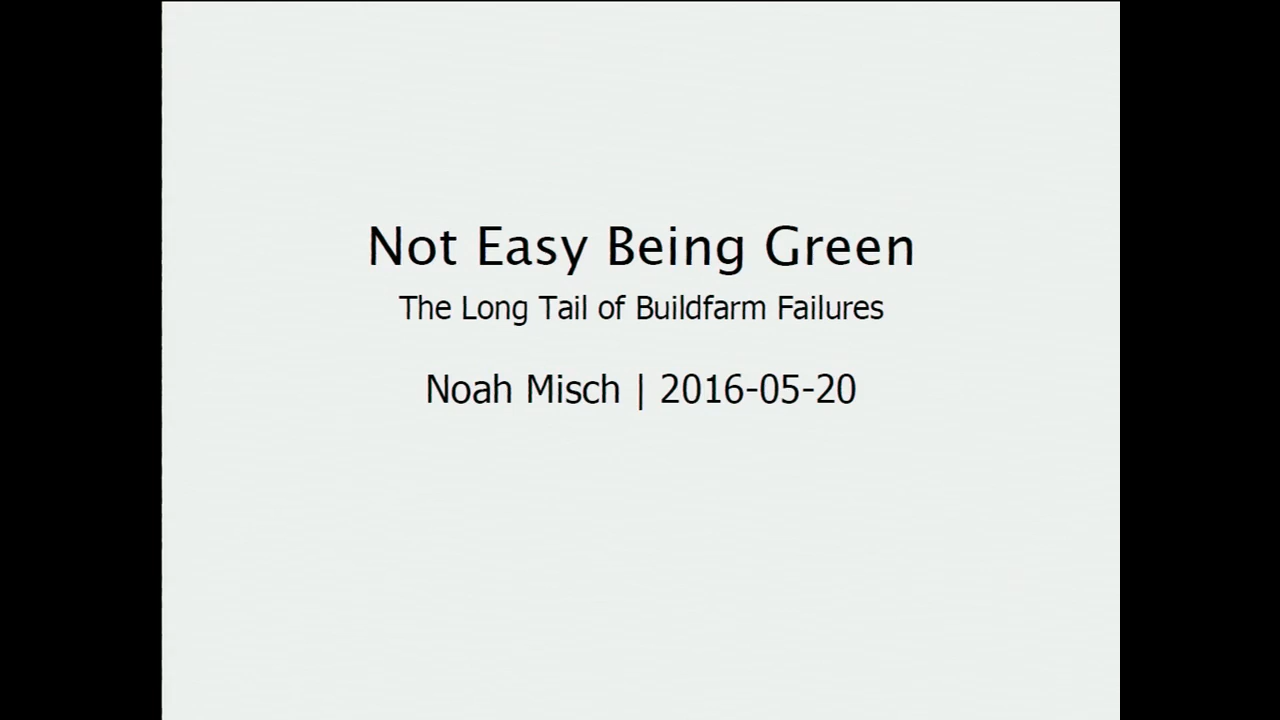 Not Easy Being Green
The Long Tail of Buildfarm Failures
Noah Misch | 2016-05-20